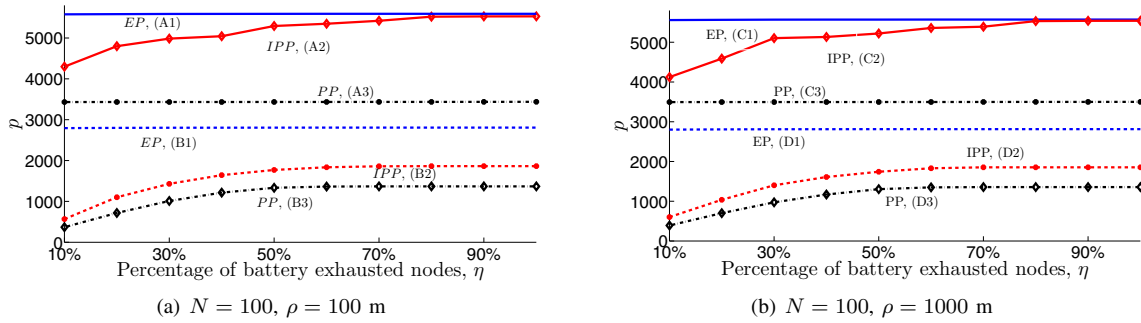 EP, (A1)
IPP, (A2)
PP, (A3)
EP, (B1)
IPP, (B2)
PP, (B3)
5000
4000
3000
2000
1000
0
p
10%
30%
50%
70%
90%
Percentage of battery exhausted nodes, η
(a) N = 100, ρ = 100 m
EP, (C1)
IPP, (C2)
PP, (C3)
EP, (D1)
IPP, (D2)
PP, (D3)
5000
4000
3000
2000
1000
0
p
10%
30%
50%
70%
90%
Percentage of battery exhausted nodes, η
(b) N = 100, ρ = 1000 m